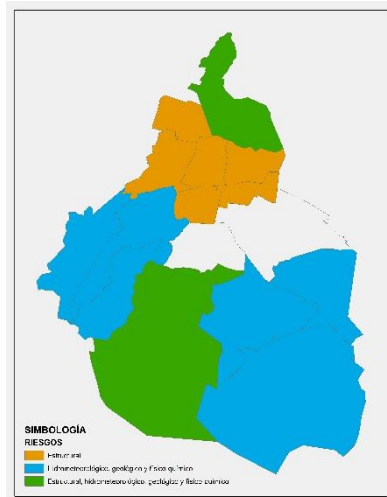 SIMBOLOGÍA
RIESGOS
Estructural
Hidrometeorológico, geológico y físico químico
Estructural, hidrometeorológico, geológico y físico químico